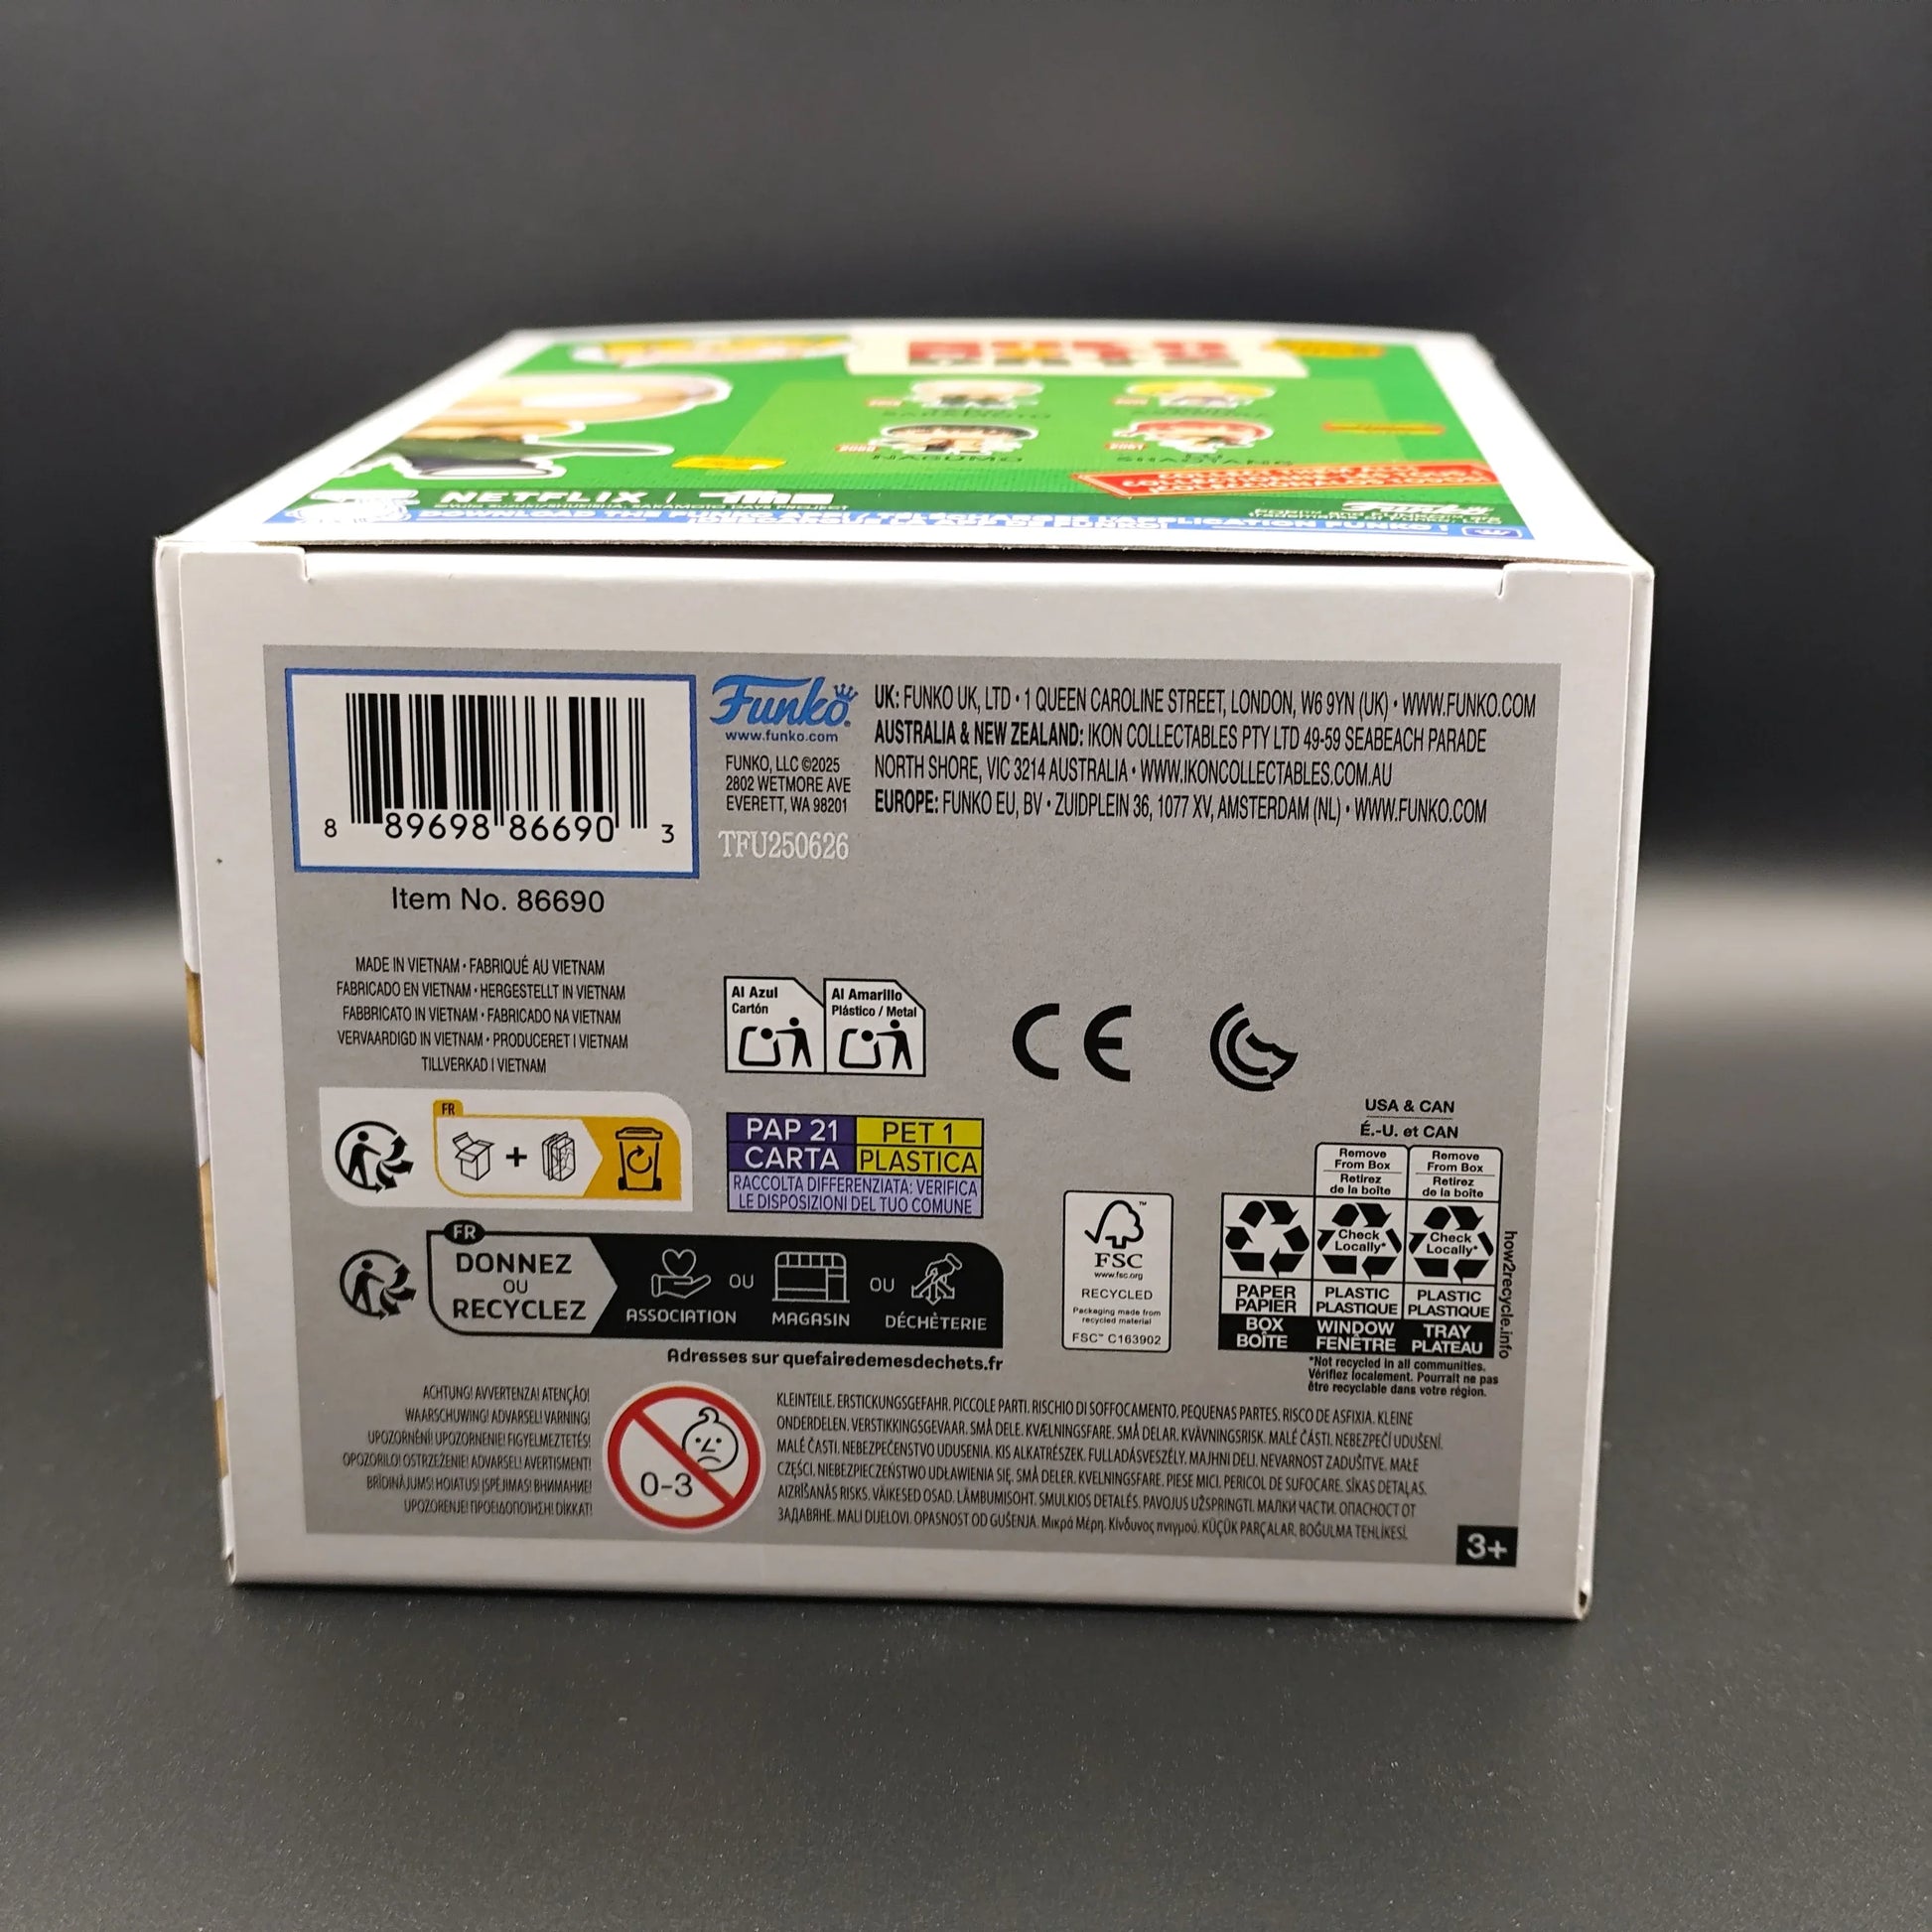 DAYS
NAGUMO
NETFLIX
©YUTO SUZUKI/SHUEISHA, SAKAMOTO DAYS PROJECT
Funko
8 89698 86690 3
Item No. 86690
Funko
www.funko.com
FUNKO, LLC ©2025
2802 WETMORE AVE
EVERETT, WA 98201
TFU250626
UK: FUNKO UK, LTD • 1 QUEEN CAROLINE STREET, LONDON, W6 9YN (UK) • WWW.FUNKO.COM
AUSTRALIA & NEW ZEALAND: IKON COLLECTABLES PTY LTD 49-59 SEABEACH PARADE
NORTH SHORE, VIC 3214 AUSTRALIA • WWW.IKONCOLLECTABLES.COM.AU
EUROPE: FUNKO EU, BV • ZUIDPLEIN 36, 1077 XV, AMSTERDAM (NL) • WWW.FUNKO.COM
MADE IN VIETNAM • FABRIQUÉ AU VIETNAM
FABRICADO EN VIETNAM • HERGESTELLT IN VIETNAM
FABBRICATO IN VIETNAM • FABRICADO NA VIETNAM
VERVAARDIGD IN VIETNAM • PRODUCERET I VIETNAM
TILLVERKAD I VIETNAM
Al Azul
Cartón
Al Amarillo
Plástico / Metal
CE
FR
PAP 21
CARTA
PET 1
PLASTICA
RACCOLTA DIFFERENZIATA: VERIFICA
LE DISPOSIZIONI DEL TUO COMUNE
FR
DONNEZ
OU
RECYCLEZ
ASSOCIATION
OU
MAGASIN
OU
DÉCHÈTERIE
Adresses sur quefairedemesdechets.fr
FSC
www.fsc.org
RECYCLED
Packaging made from
recycled material
FSC™ C163902
USA & CAN
É.-U. et CAN
Remove
From Box
Retirez
de la boîte
Remove
From Box
Retirez
de la boîte
Check
Locally*
Check
Locally*
PAPER
PAPIER
PLASTIC
PLASTIQUE
PLASTIC
PLASTIQUE
BOX
BOÎTE
WINDOW
FENÊTRE
TRAY
PLATEAU
how2recycle.info
*Not recycled in all communities.
Vérifiez localement. Pourrait ne pas
être recyclable dans votre région.
ACHTUNG! AVVERTENZA! ATENÇÃO!
WAARSCHUWING! ADVARSEL! VARNING!
UPOZORNĚNÍ! UPOZORNENIE! FIGYELMEZTETÉS!
OPOZORILO! OSTRZEŻENIE! ADVARSEL! AVERTISMENT!
BRĪDINĀJUMS! HOIATUS! ĮSPĖJIMAS! ВНИМАНИЕ!
UPOZORENJE! ΠΡΟΕΙΔΟΠΟΙΗΣΗ! DİKKAT!
0-3
KLEINTEILE. ERSTICKUNGSGEFAHR. PICCOLE PARTI. RISCHIO DI SOFFOCAMENTO. PEQUENAS PARTES. RISCO DE ASFIXIA. KLEINE
ONDERDELEN. VERSTIKKINGSGEVAAR. SMÅ DELE. KVÆLNINGSFARE. SMÅ DELAR. KVÄVNINGSRISK. MALÉ ČÁSTI. NEBEZPEČÍ UDUŠENÍ.
MALÉ ČASTI. NEBEZPEČENSTVO UDUSENIA. KIS ALKATRÉSZEK. FULLADÁSVESZÉLY. MAJHNI DELI. NEVARNOST ZADUŠITVE. MAŁE
CZĘŚCI. NIEBEZPIECZEŃSTWO UDŁAWIENIA SIĘ. SMÅ DELER. KVELNINGSFARE. PIESE MICI. PERICOL DE SUFOCARE. SĪKAS DETAĻAS.
AIZRĪŠANĀS RISKS. VÄIKESED OSAD. LÄMBUMISOHT. SMULKIOS DETALĖS. PAVOJUS UŽSPRINGTI. МАЛКИ ЧАСТИ. ОПАСНОСТ ОТ
ЗАДАВЯНЕ. MALI DIJELOVI. OPASNOST OD GUŠENJA. Μικρά Μέρη. Κίνδυνος πνιγμού. KÜÇÜK PARÇALAR. BOĞULMA TEHLİKESİ.
3+